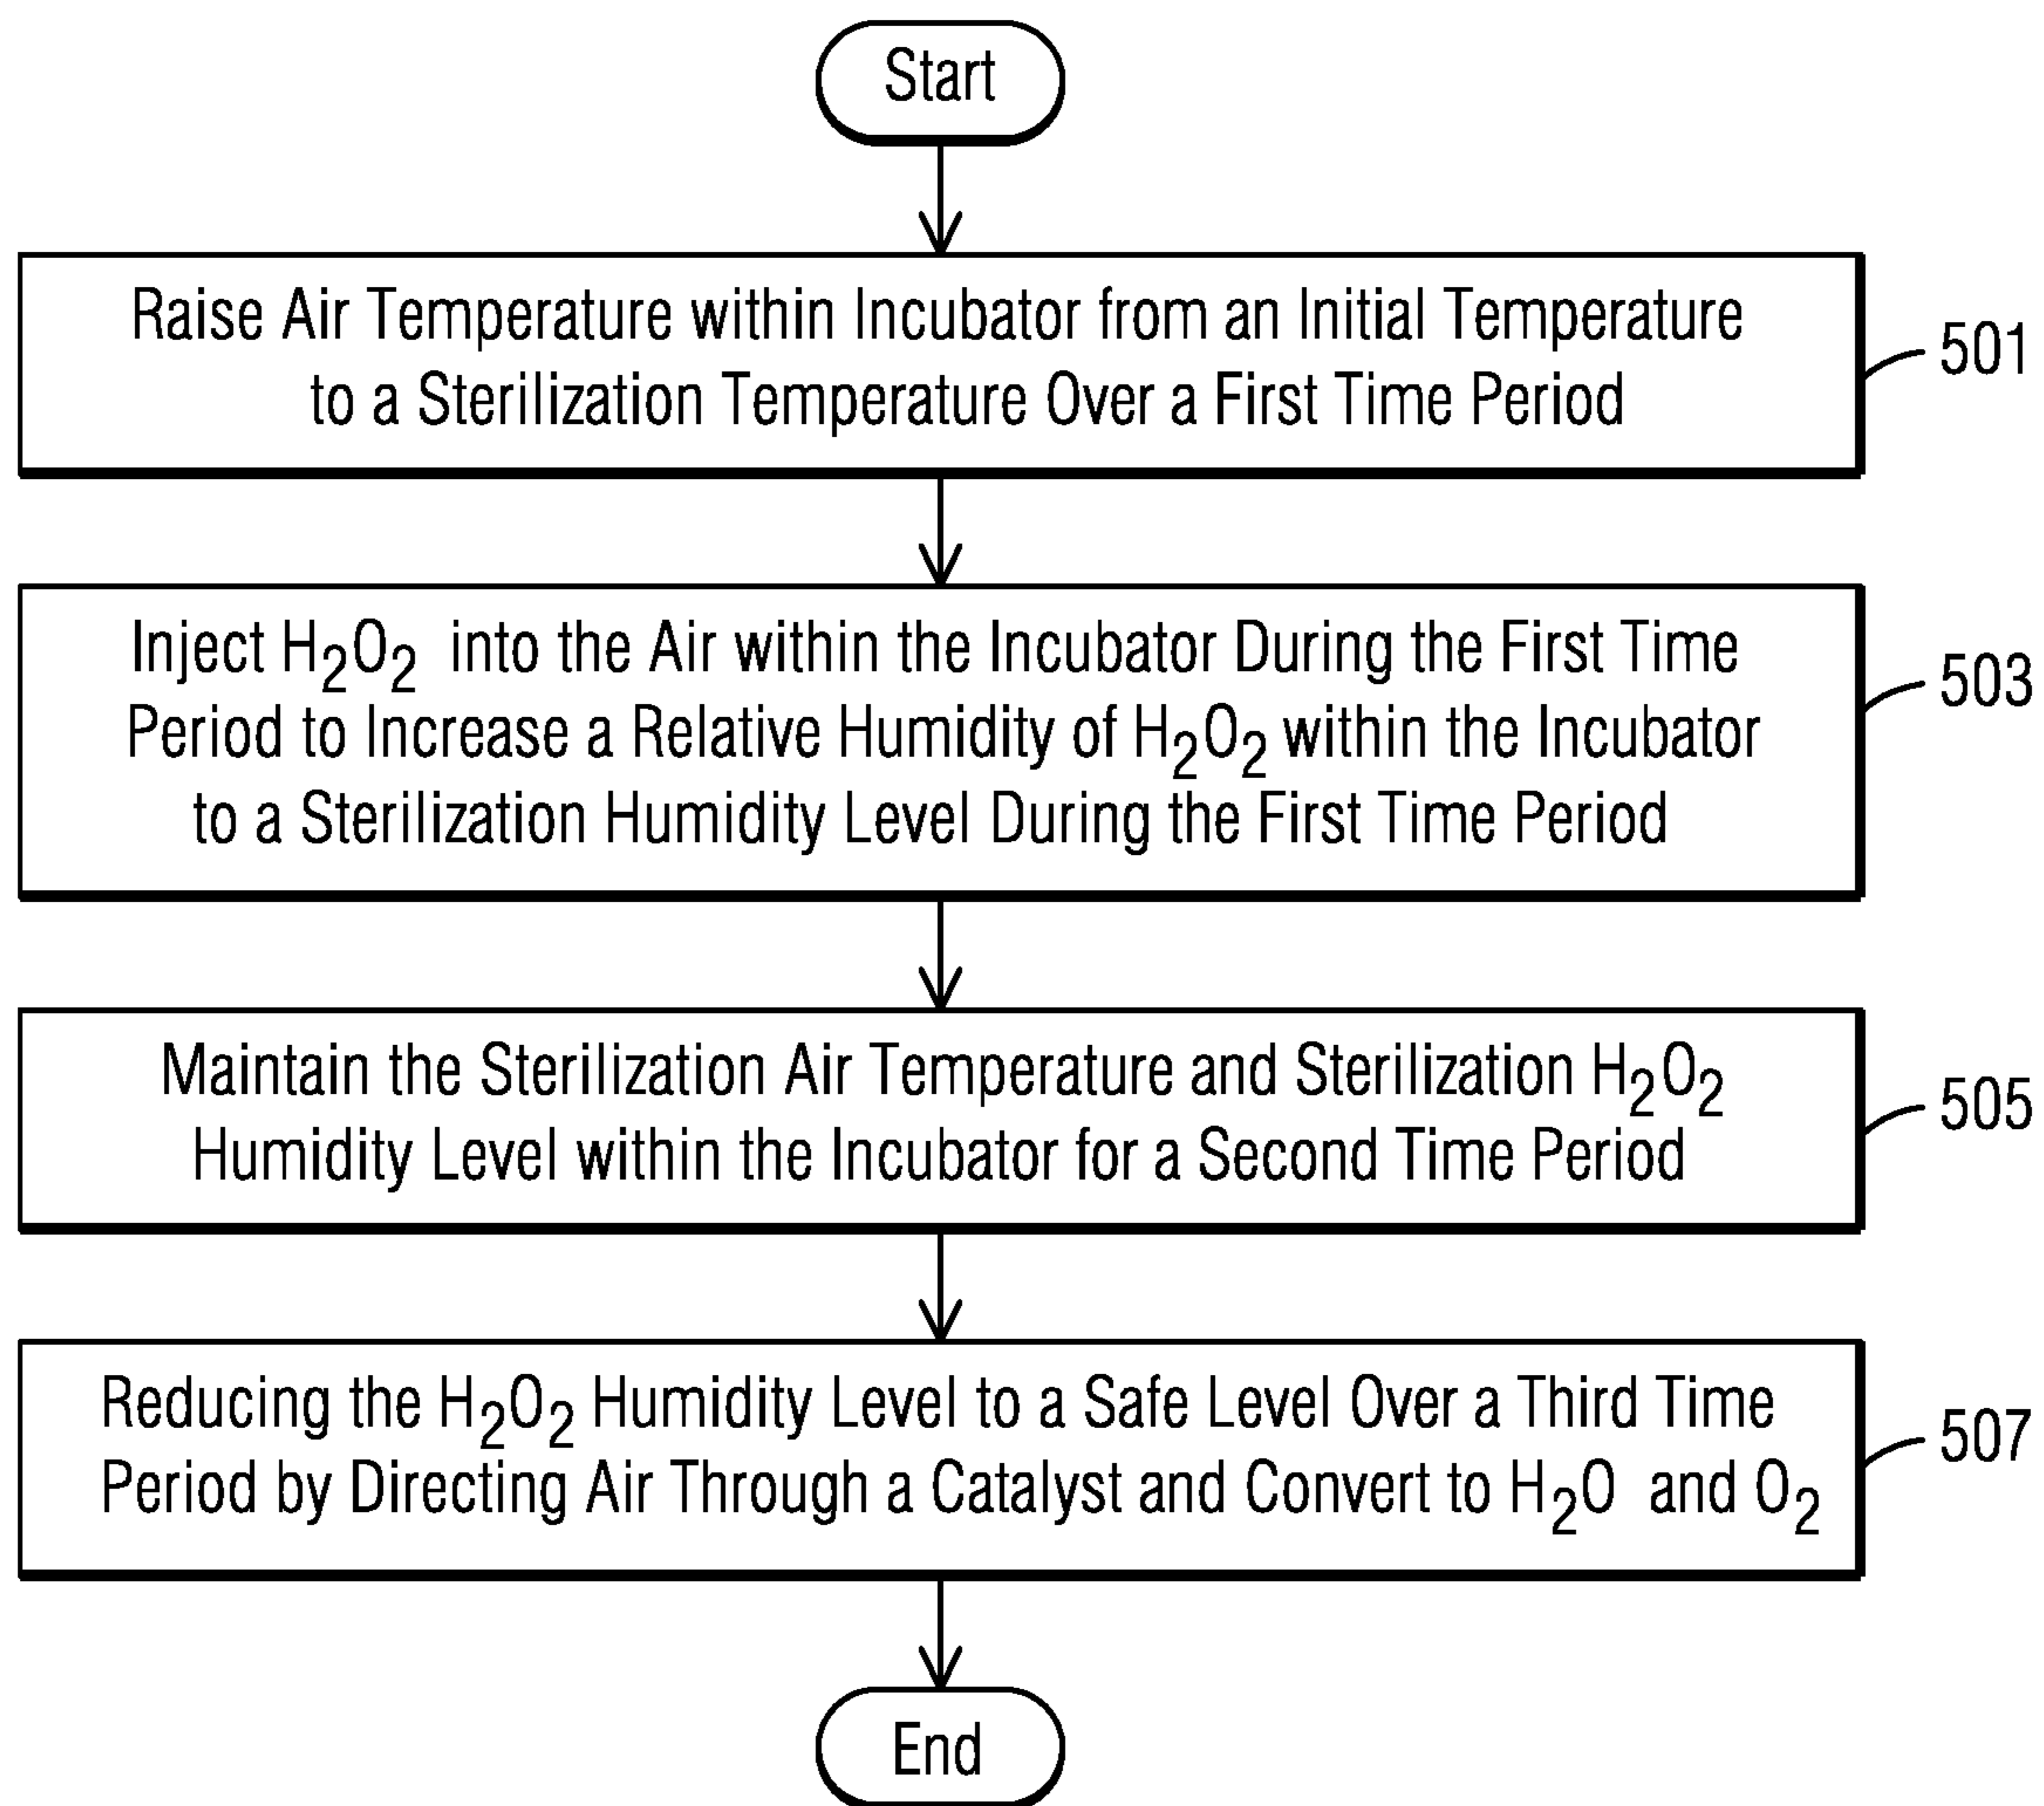 Start
Raise Air Temperature within Incubator from an Initial Temperature
to a Sterilization Temperature Over a First Time Period
501
Inject H₂O₂ into the Air within the Incubator During the First Time
Period to Increase a Relative Humidity of H₂O₂ within the Incubator
to a Sterilization Humidity Level During the First Time Period
503
Maintain the Sterilization Air Temperature and Sterilization H₂O₂
Humidity Level within the Incubator for a Second Time Period
505
Reducing the H₂O₂ Humidity Level to a Safe Level Over a Third Time
Period by Directing Air Through a Catalyst and Convert to H₂O and O₂
507
End